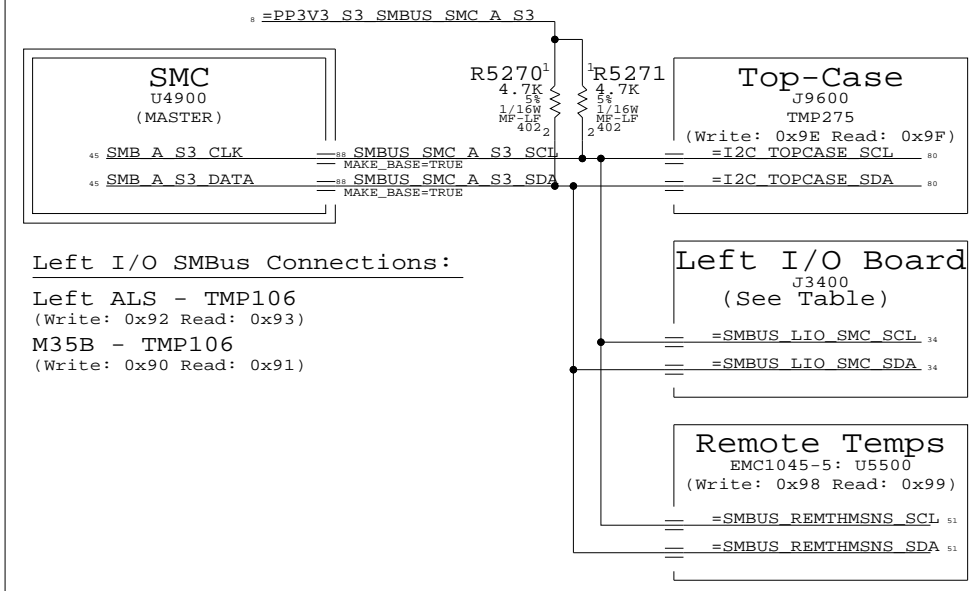 8 =PP3V3_S3_SMBUS_SMC_A_S3
SMC
U4900
(MASTER)
45 SMB_A_S3_CLK
45 SMB_A_S3_DATA
88 SMBUS_SMC_A_S3_SCL
MAKE_BASE=TRUE
88 SMBUS_SMC_A_S3_SDA
MAKE_BASE=TRUE
R5270
4.7K
5%
1/16W
MF-LF
402
1
2
R5271
4.7K
5%
1/16W
MF-LF
402
1
2
Top-Case
J9600
TMP275
(Write: 0x9E Read: 0x9F)
=I2C_TOPCASE_SCL 80
=I2C_TOPCASE_SDA 80
Left I/O SMBus Connections:
Left ALS - TMP106
(Write: 0x92 Read: 0x93)
M35B - TMP106
(Write: 0x90 Read: 0x91)
Left I/O Board
J3400
(See Table)
=SMBUS_LIO_SMC_SCL 34
=SMBUS_LIO_SMC_SDA 34
Remote Temps
EMC1045-5: U5500
(Write: 0x98 Read: 0x99)
=SMBUS_REMTHMSNS_SCL 51
=SMBUS_REMTHMSNS_SDA 51